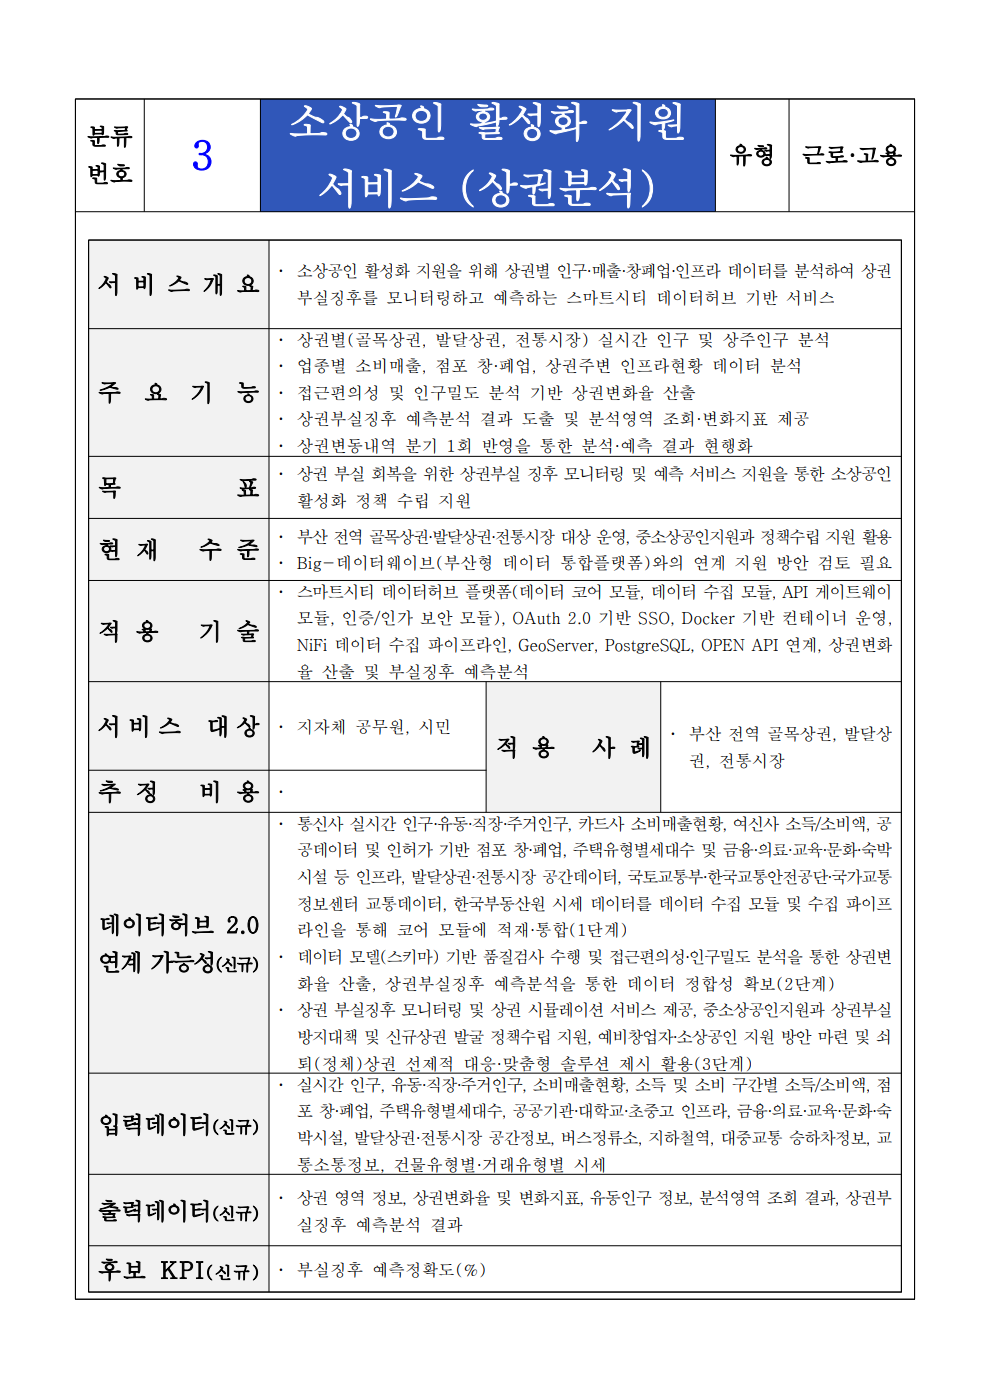 분류
번호
3
소상공인 활성화 지원
서비스 (상권분석)
유형
근로·고용
서비스개요
· 소상공인 활성화 지원을 위해 상권별 인구·매출·창폐업·인프라 데이터를 분석하여 상권
부실징후를 모니터링하고 예측하는 스마트시티 데이터허브 기반 서비스
주요기능
· 상권별(골목상권, 발달상권, 전통시장) 실시간 인구 및 상주인구 분석
· 업종별 소비매출, 점포 창·폐업, 상권주변 인프라현황 데이터 분석
· 접근편의성 및 인구밀도 분석 기반 상권변화율 산출
· 상권부실징후 예측분석 결과 도출 및 분석영역 조회·변화지표 제공
· 상권변동내역 분기 1회 반영을 통한 분석·예측 결과 현행화
목표
· 상권 부실 회복을 위한 상권부실 징후 모니터링 및 예측 서비스 지원을 통한 소상공인
활성화 정책 수립 지원
현재 수준
· 부산 전역 골목상권·발달상권·전통시장 대상 운영, 중소상공인지원과 정책수립 지원 활용
· Big-데이터웨이브(부산형 데이터 통합플랫폼)와의 연계 지원 방안 검토 필요
적용 기술
· 스마트시티 데이터허브 플랫폼(데이터 코어 모듈, 데이터 수집 모듈, API 게이트웨이
모듈, 인증/인가 보안 모듈), OAuth 2.0 기반 SSO, Docker 기반 컨테이너 운영,
NiFi 데이터 수집 파이프라인, GeoServer, PostgreSQL, OPEN API 연계, 상권변화
율 산출 및 부실징후 예측분석
서비스 대상
· 지자체 공무원, 시민
적용 사례
· 부산 전역 골목상권, 발달상
권, 전통시장
추정 비용
·
데이터허브 2.0
연계 가능성(신규)
· 통신사 실시간 인구·유동·직장·주거인구, 카드사 소비매출현황, 여신사 소득/소비액, 공
공데이터 및 인허가 기반 점포 창·폐업, 주택유형별세대수 및 금융·의료·교육·문화·숙박
시설 등 인프라, 발달상권·전통시장 공간데이터, 국토교통부·한국교통안전공단·국가교통
정보센터 교통데이터, 한국부동산원 시세 데이터를 데이터 수집 모듈 및 수집 파이프
라인을 통해 코어 모듈에 적재·통합(1단계)
· 데이터 모델(스키마) 기반 품질검사 수행 및 접근편의성·인구밀도 분석을 통한 상권변
화율 산출, 상권부실징후 예측분석을 통한 데이터 정합성 확보(2단계)
· 상권 부실징후 모니터링 및 상권 시뮬레이션 서비스 제공, 중소상공인지원과 상권부실
방지대책 및 신규상권 발굴 정책수립 지원, 예비창업자·소상공인 지원 방안 마련 및 쇠
퇴(정체)상권 선제적 대응·맞춤형 솔루션 제시 활용(3단계)
입력데이터(신규)
· 실시간 인구, 유동·직장·주거인구, 소비매출현황, 소득 및 소비 구간별 소득/소비액, 점
포 창·폐업, 주택유형별세대수, 공공기관·대학교·초중고 인프라, 금융·의료·교육·문화·숙
박시설, 발달상권·전통시장 공간정보, 버스정류소, 지하철역, 대중교통 승하차정보, 교
통소통정보, 건물유형별·거래유형별 시세
출력데이터(신규)
· 상권 영역 정보, 상권변화율 및 변화지표, 유동인구 정보, 분석영역 조회 결과, 상권부
실징후 예측분석 결과
후보 KPI(신규)
· 부실징후 예측정확도(%)